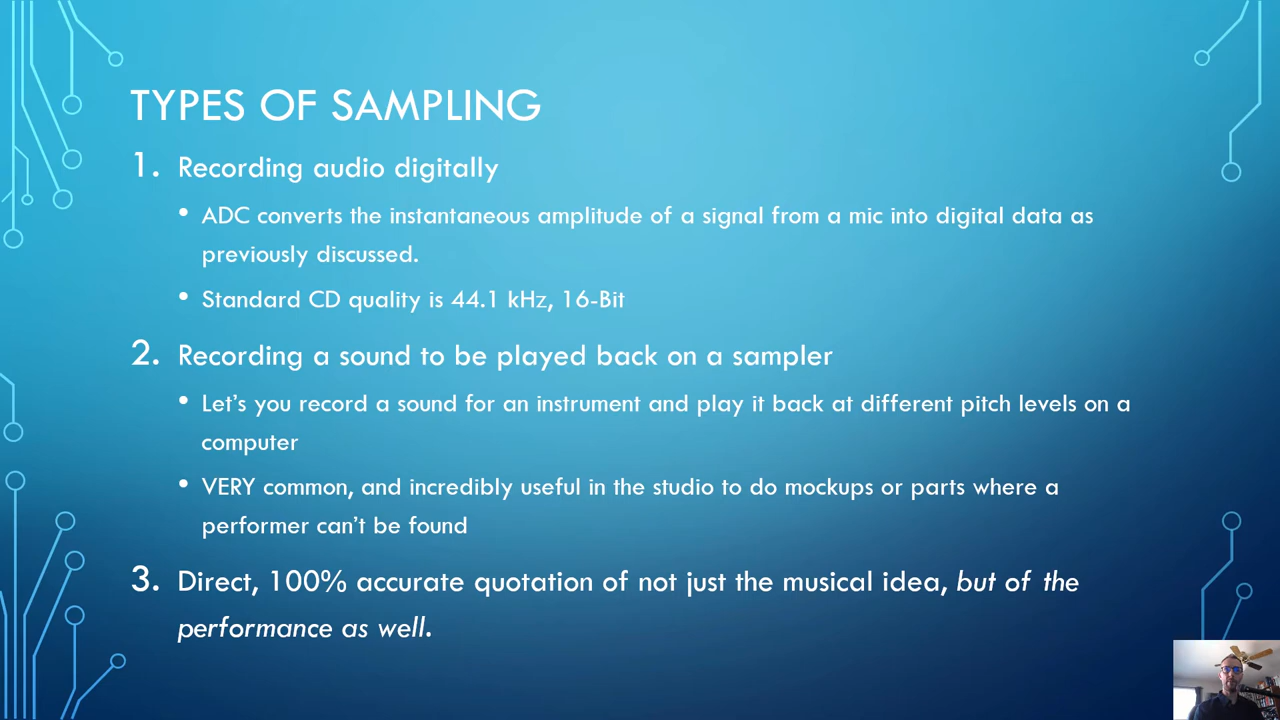 TYPES OF SAMPLING
1. Recording audio digitally
• ADC converts the instantaneous amplitude of a signal from a mic into digital data as
previously discussed.
• Standard CD quality is 44.1 kHz, 16-Bit
2. Recording a sound to be played back on a sampler
• Let's you record a sound for an instrument and play it back at different pitch levels on a
computer
• VERY common, and incredibly useful in the studio to do mockups or parts where a
performer can't be found
3. Direct, 100% accurate quotation of not just the musical idea, but of the
performance as well.